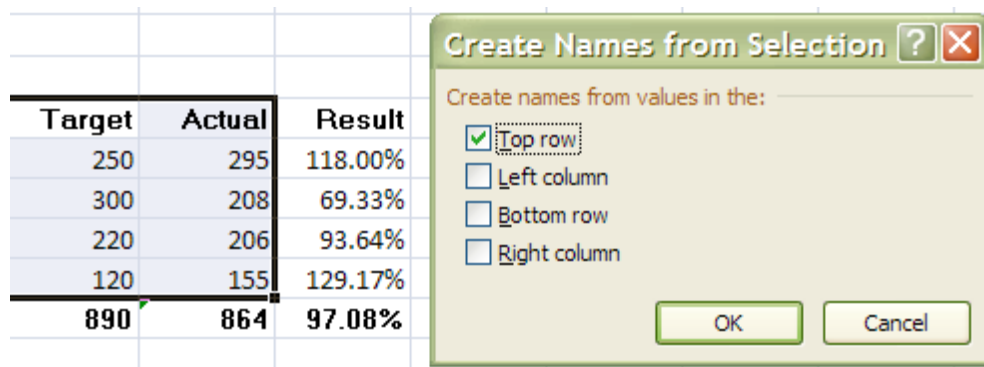 Target Actual Result
250 295 118.00%
300 208 69.33%
220 206 93.64%
120 155 129.17%
890 864 97.08%
Create Names from Selection
Create names from values in the:
Top row
Left column
Bottom row
Right column
OK Cancel